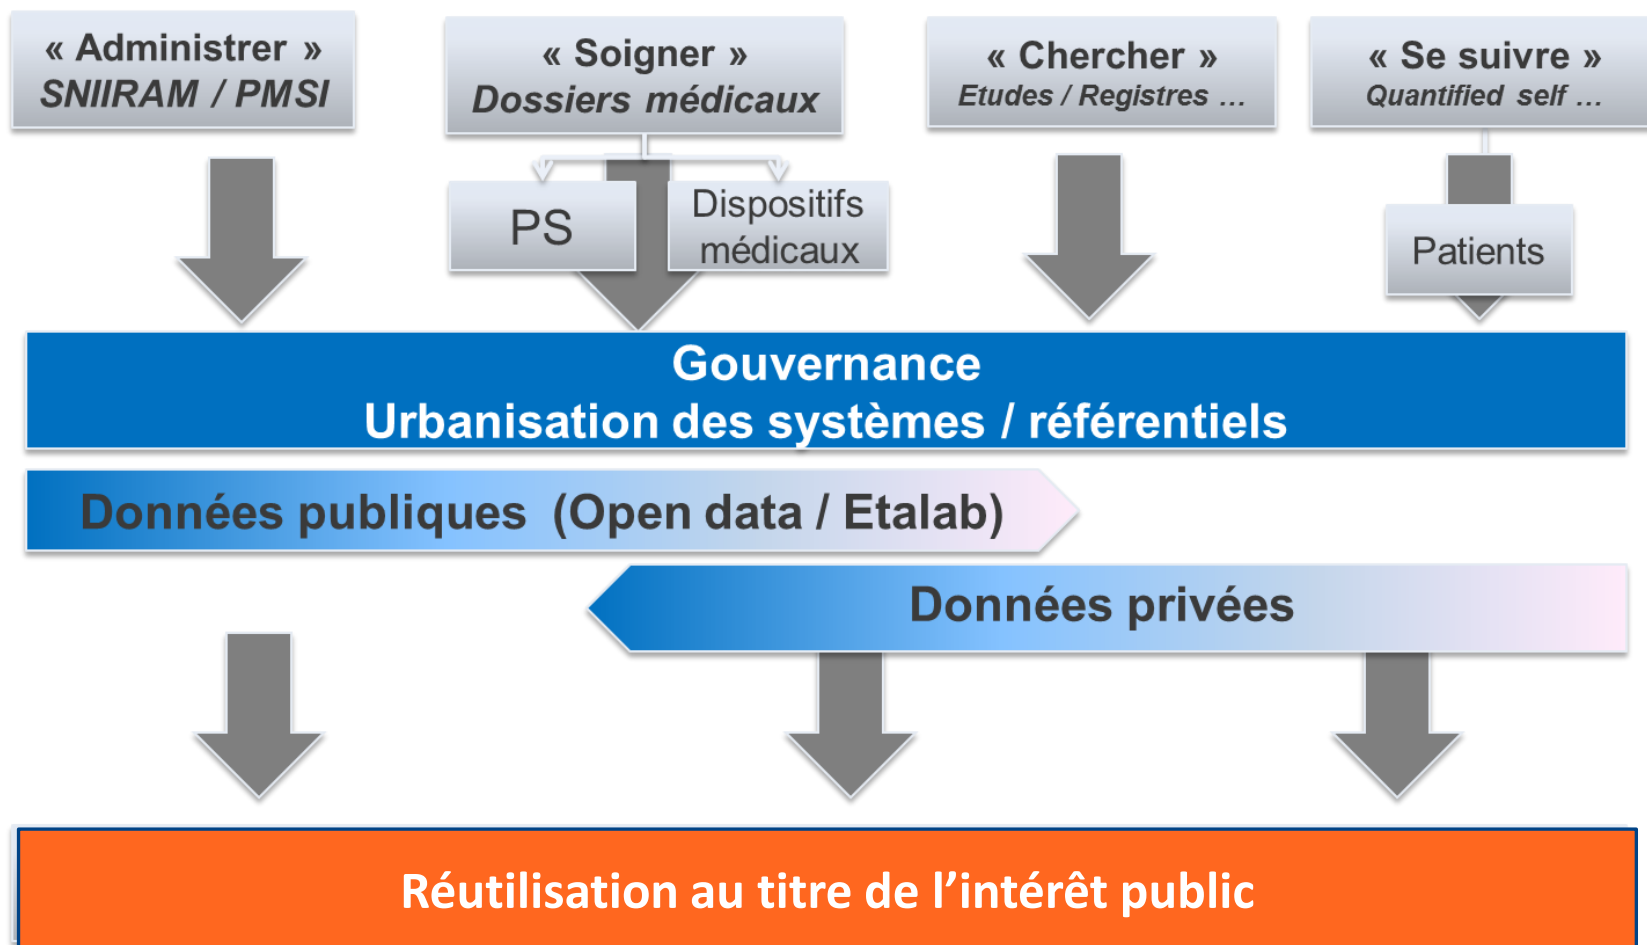 « Administrer »
SNIIRAM / PMSI
« Soigner »
Dossiers médicaux
« Chercher »
Etudes / Registres ...
« Se suivre »
Quantified self ...
PS
Dispositifs
médicaux
Patients
Gouvernance
Urbanisation des systèmes / référentiels
Données publiques (Open data / Etalab)
Données privées
Réutilisation au titre de l’intérêt public